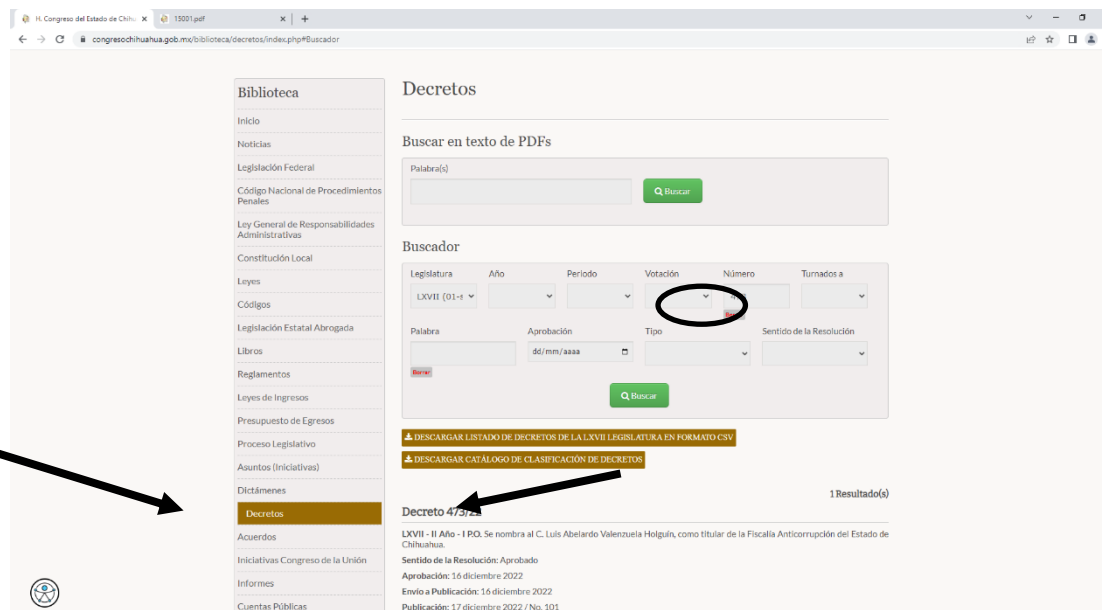 H. Congreso del Estado de Chihu
15001.pdf
congresochihuahua.gob.mx/biblioteca/decretos/index.php#Buscador
Biblioteca
Inicio
Noticias
Legislación Federal
Código Nacional de Procedimientos
Penales
Ley General de Responsabilidades
Administrativas
Constitución Local
Leyes
Códigos
Legislación Estatal Abrogada
Libros
Reglamentos
Leyes de Ingresos
Presupuesto de Egresos
Proceso Legislativo
Asuntos (Iniciativas)
Dictámenes
Decretos
Acuerdos
Iniciativas Congreso de la Unión
Informes
Cuentas Públicas
Decretos
Buscar en texto de PDFs
Palabra(s)
Buscar
Buscador
Legislatura Año Periodo Votación Número Turnados a
LXVII (01-s
Borrar
Palabra Aprobación Tipo Sentido de la Resolución
dd/mm/aaaa
Borrar
Buscar
DESCARGAR LISTADO DE DECRETOS DE LA LXVII LEGISLATURA EN FORMATO CSV
DESCARGAR CATÁLOGO DE CLASIFICACIÓN DE DECRETOS
1 Resultado(s)
Decreto 473/22
LXVII - II Año - I P.O. Se nombra al C. Luis Abelardo Valenzuela Holguín, como titular de la Fiscalía Anticorrupción del Estado de
Chihuahua.
Sentido de la Resolución: Aprobado
Aprobación: 16 diciembre 2022
Envío a Publicación: 16 diciembre 2022
Publicación: 17 diciembre 2022 / No. 101